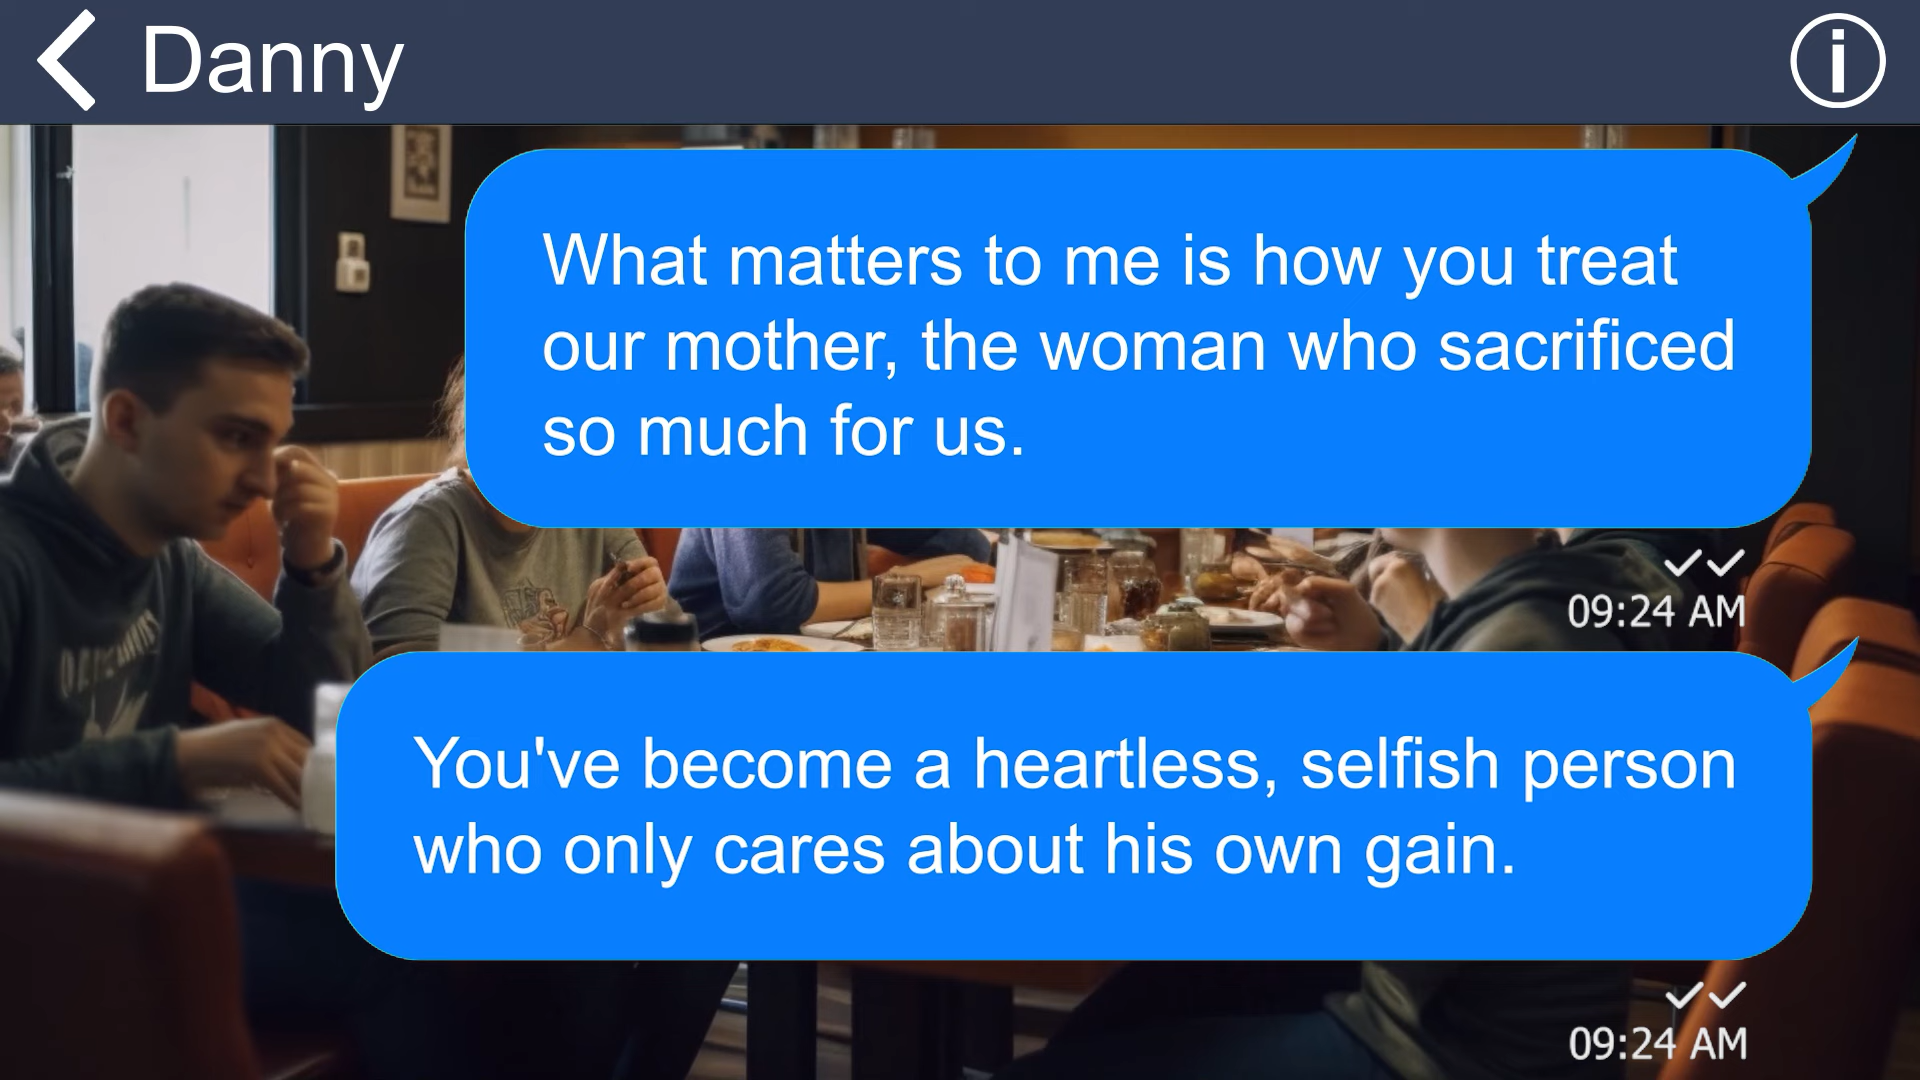 Danny
What matters to me is how you treat
our mother, the woman who sacrificed
so much for us.
09:24 AM
You've become a heartless, selfish person
who only cares about his own gain.
09:24 AM